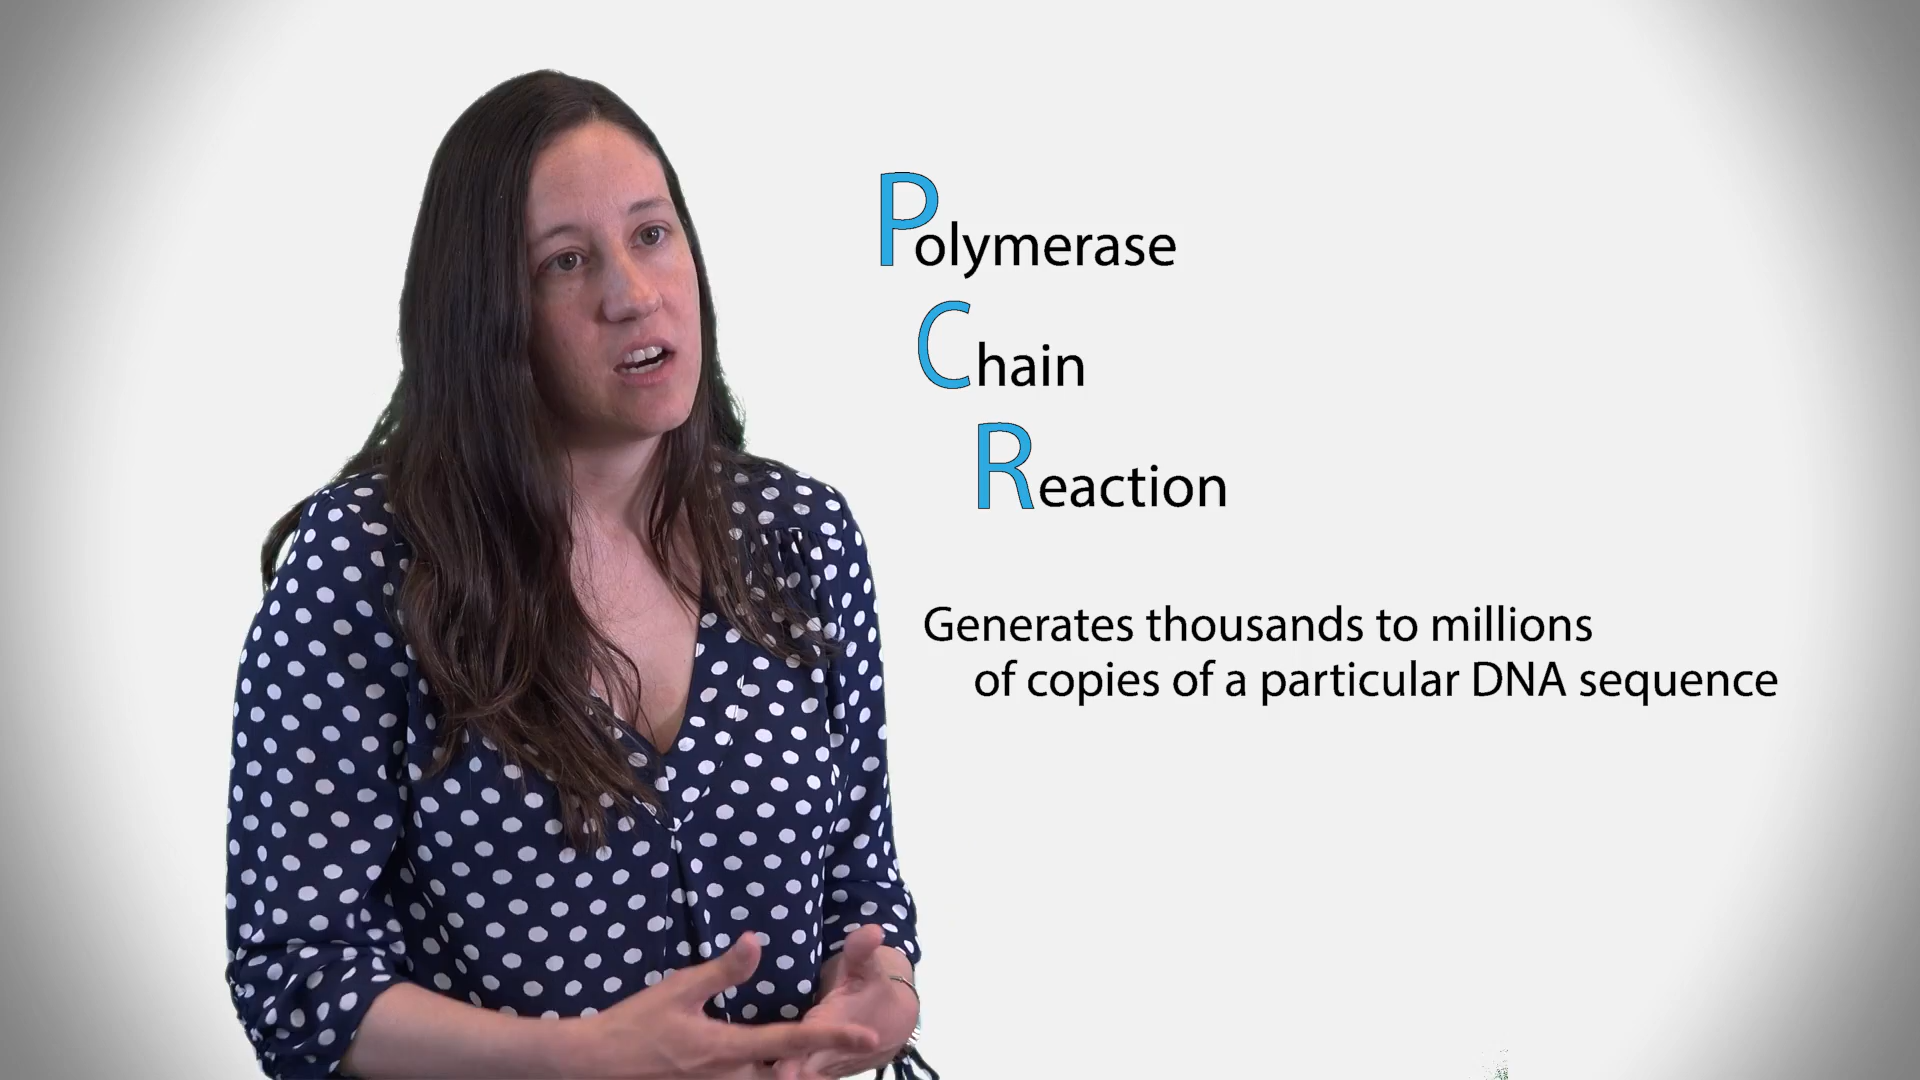 Polymerase
Chain
Reaction
Generates thousands to millions
of copies of a particular DNA sequence